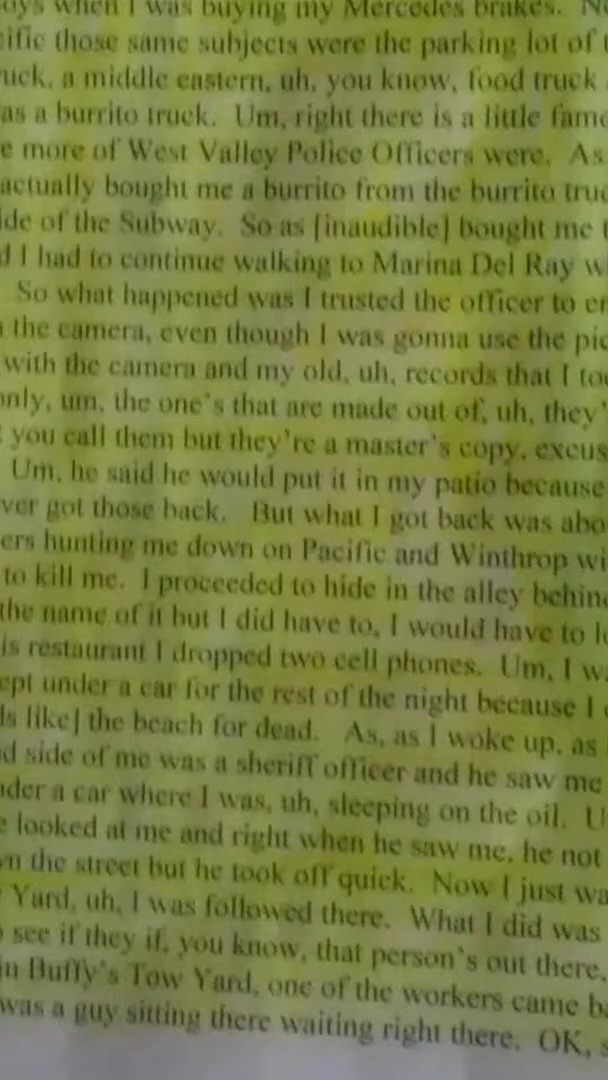 oys when I was buying my Mercedes brakes. No
ific those same subjects were the parking lot of t
ruck, a middle eastern, uh, you know, food truck
as a burrito truck. Um, right there is a little famo
e more of West Valley Police Officers were. As
actually bought me a burrito from the burrito truc
ide of the Subway. So as [inaudible] bought me t
d I had to continue walking to Marina Del Ray w
So what happened was I trusted the officer to en
the camera, even though I was gonna use the pic
with the camera and my old, uh, records that I too
only, um, the one's that are made out of, uh, they'
you call them but they're a master's copy, excus
Um, he said he would put it in my patio because
ver got those back. But what I got back was abo
ers hunting me down on Pacific and Winthrop wi
to kill me. I proceeded to hide in the alley behin
the name of it but I did have to, I would have to lo
is restaurant I dropped two cell phones. Um, I wa
ept under a car for the rest of the night because I
ls like] the beach for dead. As, as I woke up, as
d side of me was a sheriff officer and he saw me
der a car where I was, uh, sleeping on the oil. U
e looked at me and right when he saw me, he not
wn the street but he took off quick. Now I just wa
Yard, uh, I was followed there. What I did was
see if they if, you know, that person's out there,
in Buffy's Tow Yard, one of the workers came ba
was a guy sitting there waiting right there. OK, s